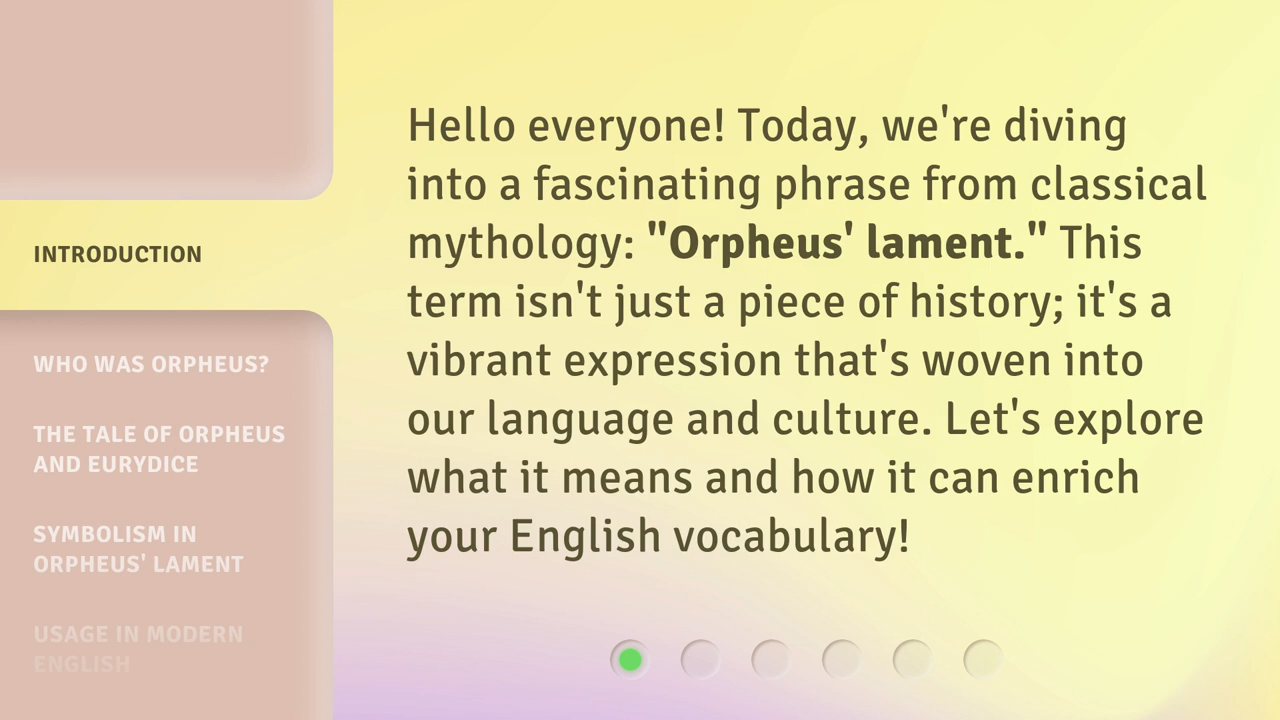 INTRODUCTION
WHO WAS ORPHEUS?
THE TALE OF ORPHEUS
AND EURYDICE
SYMBOLISM IN
ORPHEUS' LAMENT
USAGE IN MODERN
ENGLISH
Hello everyone! Today, we're diving
into a fascinating phrase from classical
mythology: "Orpheus' lament." This
term isn't just a piece of history; it's a
vibrant expression that's woven into
our language and culture. Let's explore
what it means and how it can enrich
your English vocabulary!